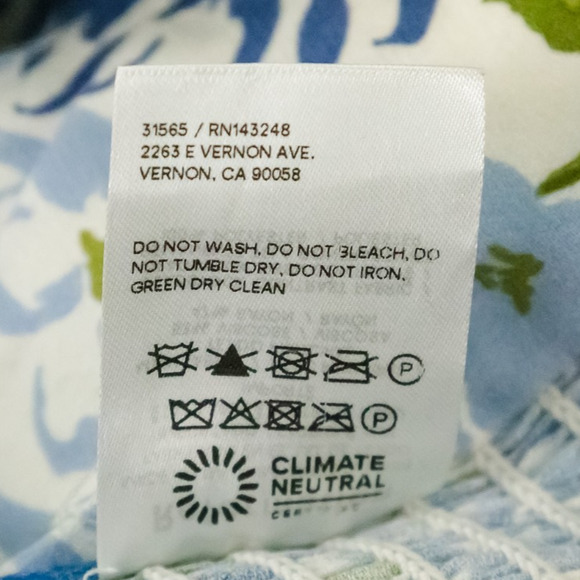 31565 / RN143248
2263 E VERNON AVE.
VERNON, CA 90058
DO NOT WASH, DO NOT BLEACH, DO
NOT TUMBLE DRY, DO NOT IRON,
GREEN DRY CLEAN
P
P
CLIMATE
NEUTRAL